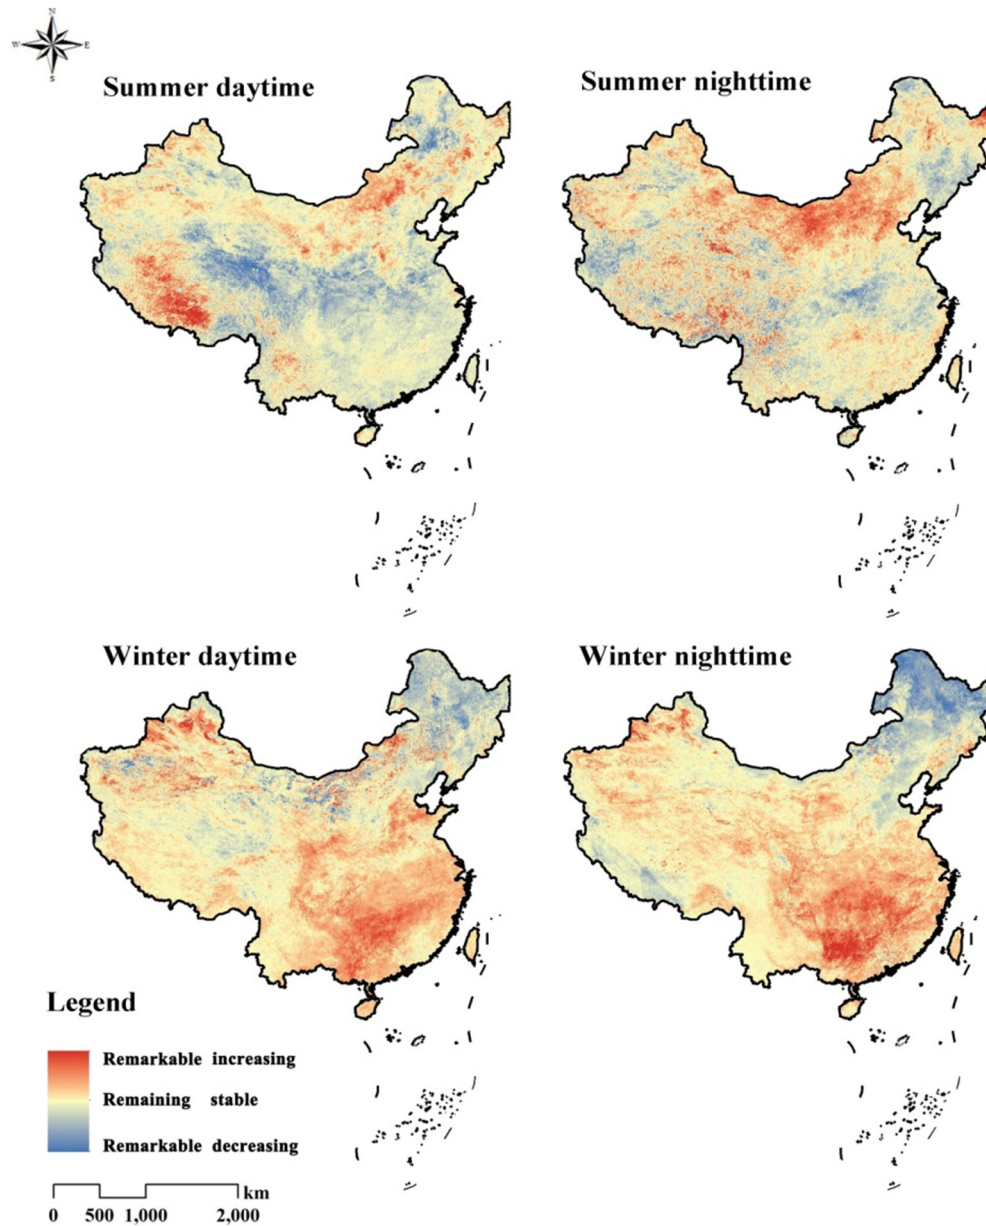 N
W E
S
Summer daytime
Summer nighttime
Winter daytime
Winter nighttime
Legend
Remarkable increasing
Remaining stable
Remarkable decreasing
km
0 500 1,000 2,000